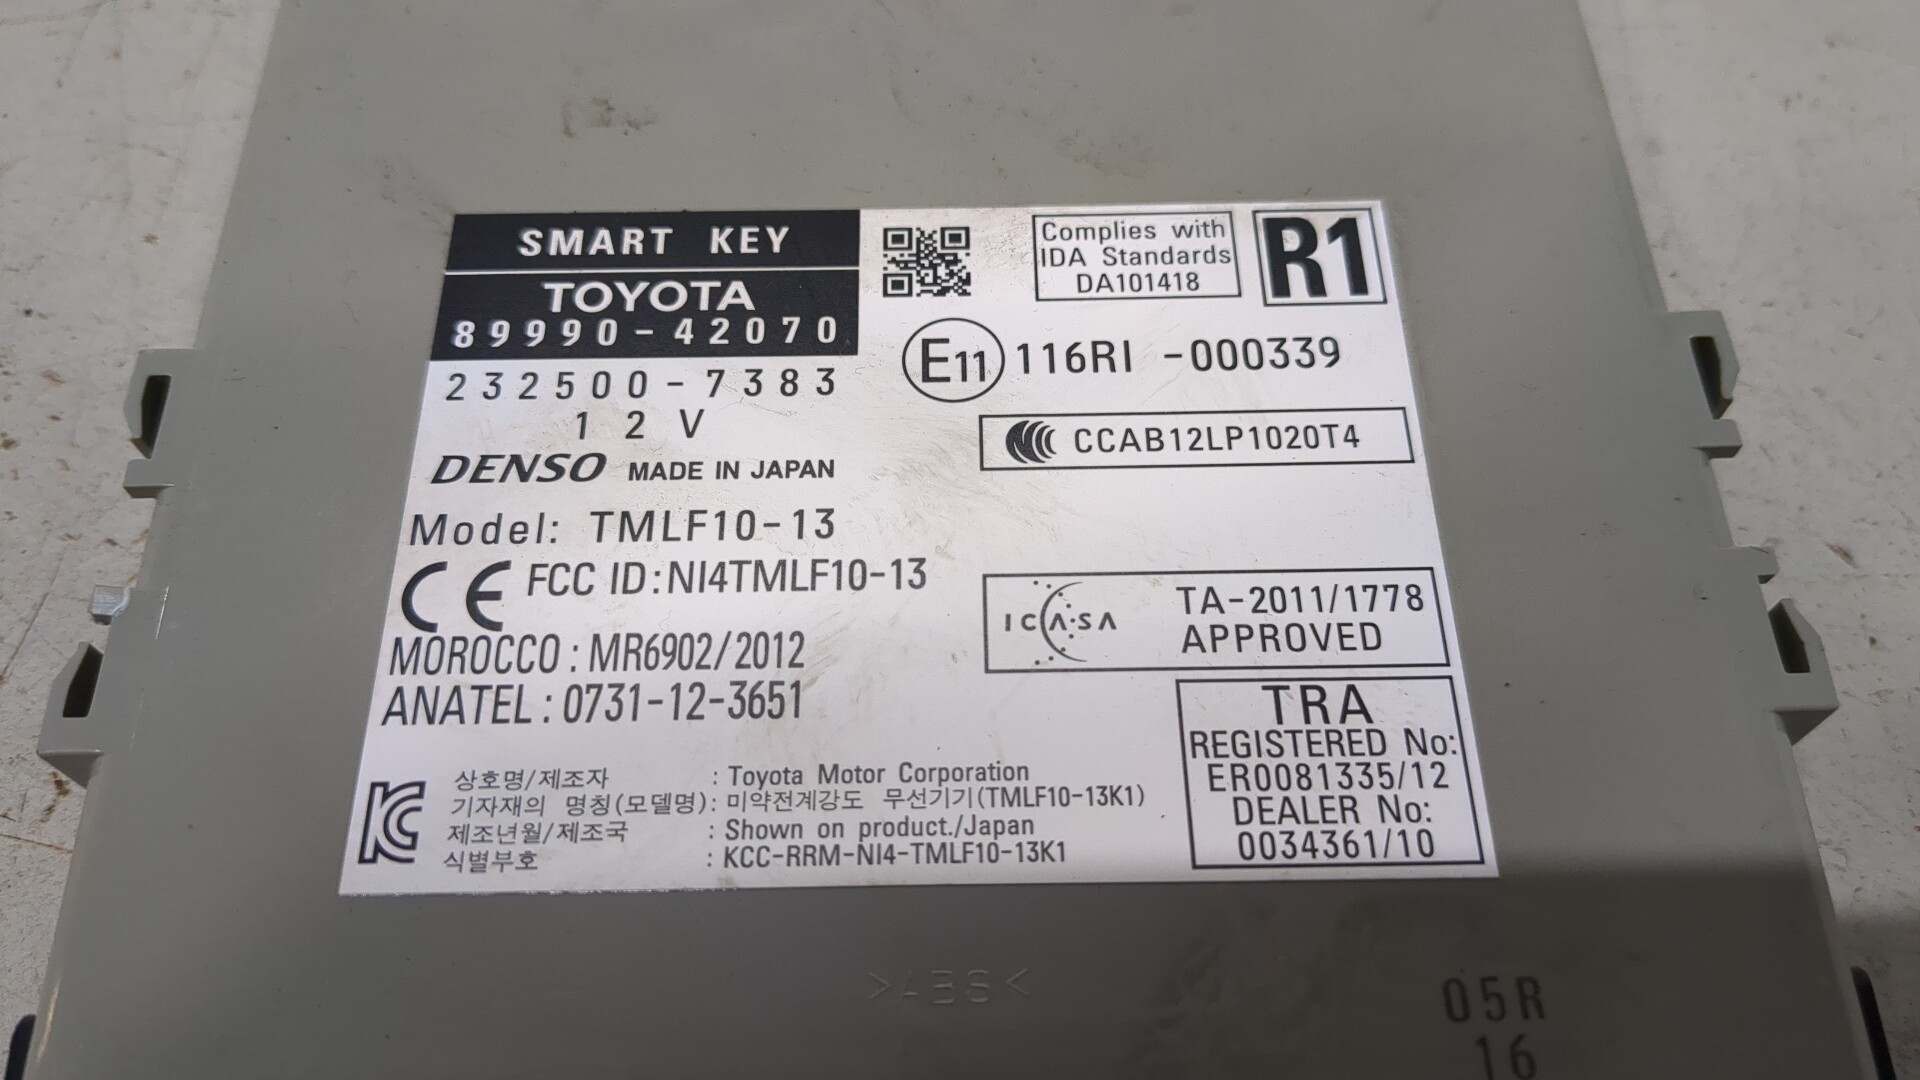 SMART KEY
TOYOTA
89990-42070
232500-7383
12V
DENSO MADE IN JAPAN
Model: TMLF10-13
CE FCC ID:NI4TMLF10-13
MOROCCO : MR6902/2012
ANATEL : 0731-12-3651
Complies with
IDA Standards
DA101418
R1
E11 116RI -000339
CCAB12LP1020T4
ICASA
TA-2011/1778
APPROVED
TRA
REGISTERED No:
ER0081335/12
DEALER No:
0034361/10
상호명/제조자 : Toyota Motor Corporation
기자재의 명칭(모델명) : 미약전계강도 무선기기(TMLF10-13K1)
제조년월/제조국 : Shown on product./Japan
식별부호 : KCC-RRM-NI4-TMLF10-13K1
>ABS<
05R
16